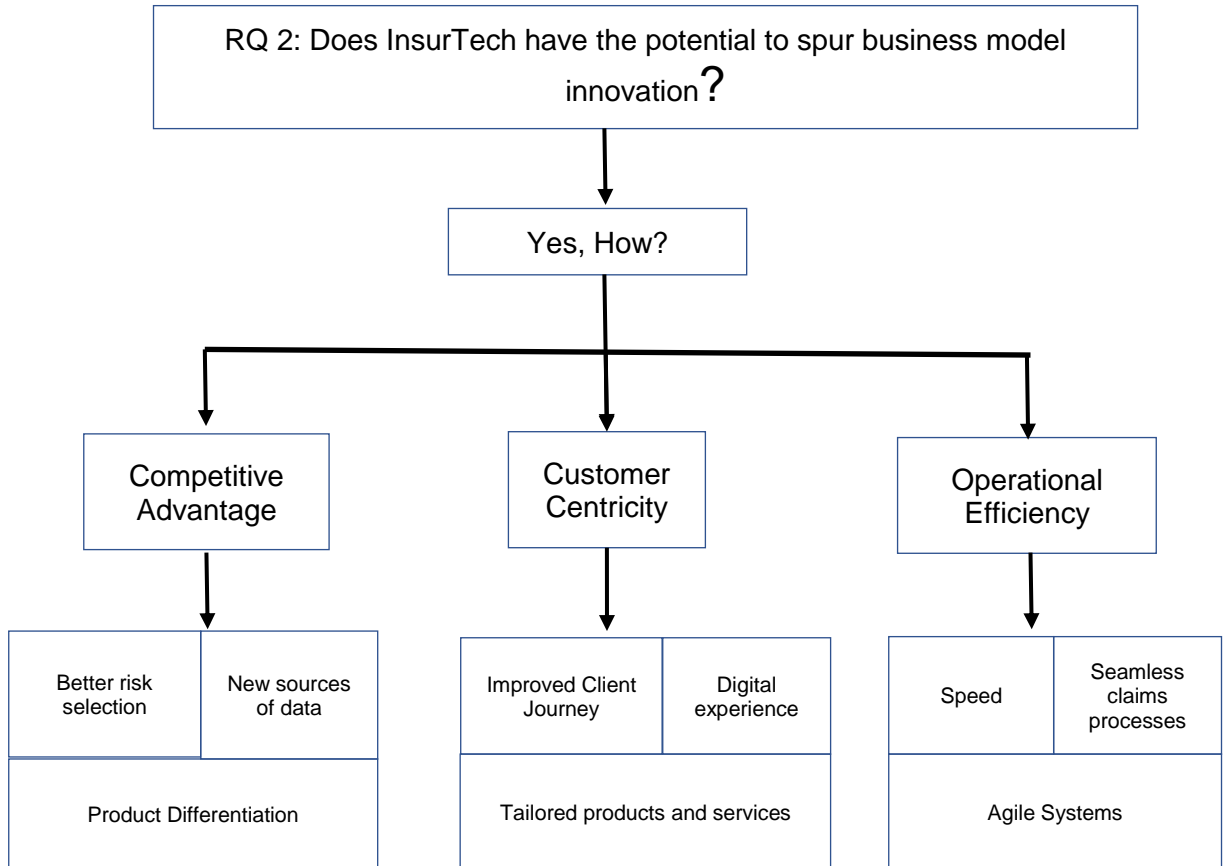 RQ 2: Does InsurTech have the potential to spur business model
innovation?
Yes, How?
Competitive
Advantage
Customer
Centricity
Operational
Efficiency
Better risk
selection
New sources
of data
Improved Client
Journey
Digital
experience
Speed
Seamless
claims
processes
Product Differentiation
Tailored products and services
Agile Systems